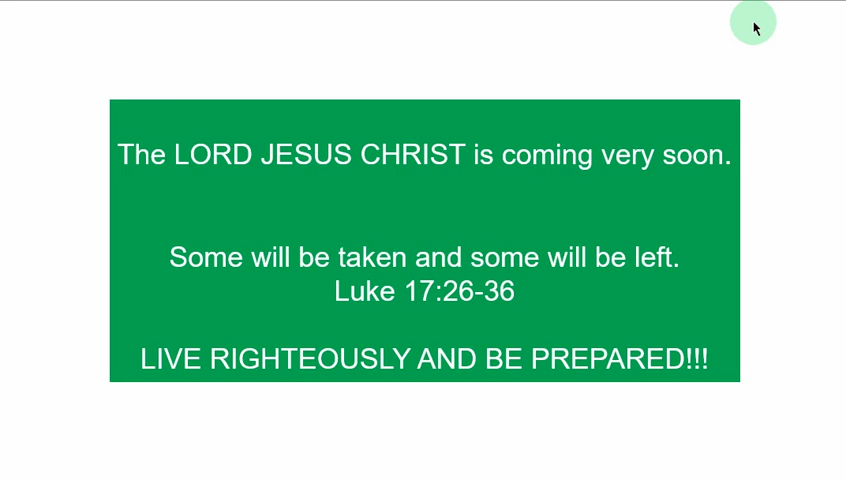 The LORD JESUS CHRIST is coming very soon.
Some will be taken and some will be left.
Luke 17:26-36
LIVE RIGHTEOUSLY AND BE PREPARED!!!